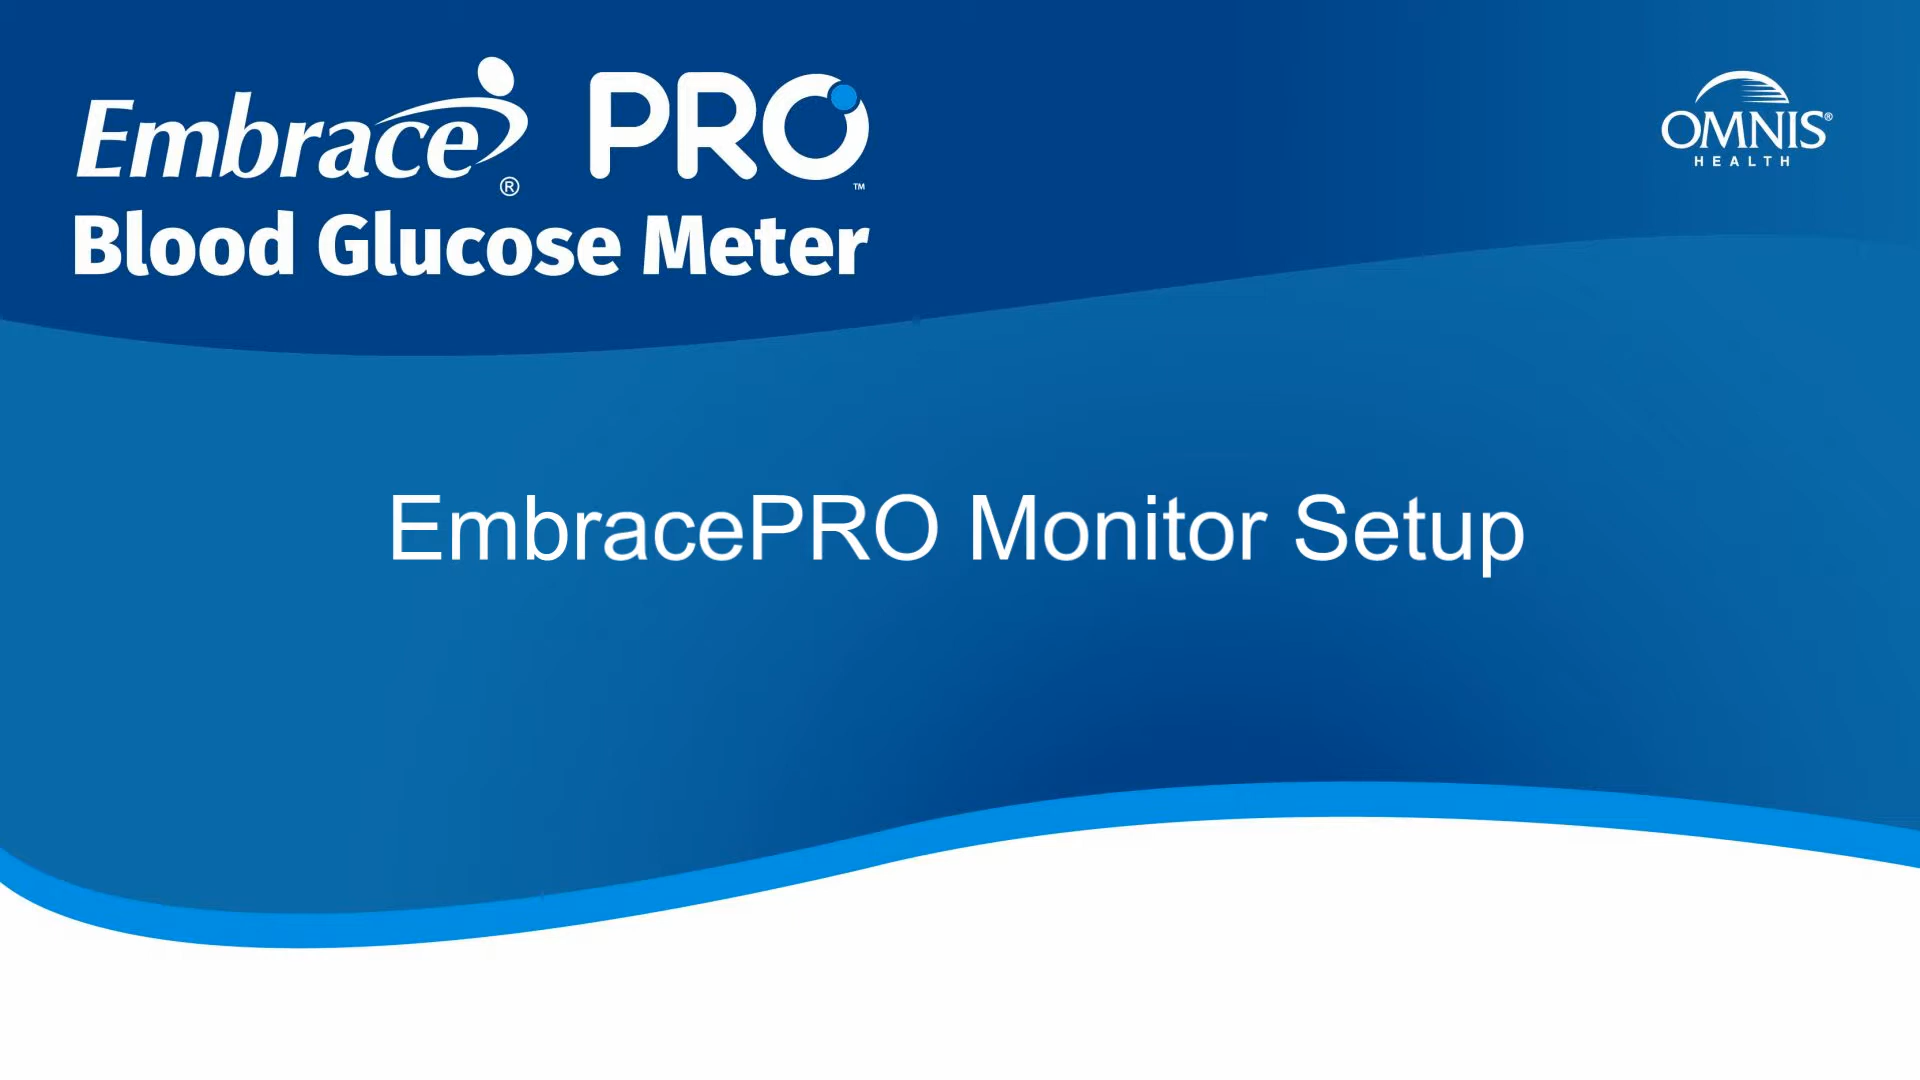 Embrace® PRO™
Blood Glucose Meter
OMNIS®
HEALTH
EmbracePRO Monitor Setup